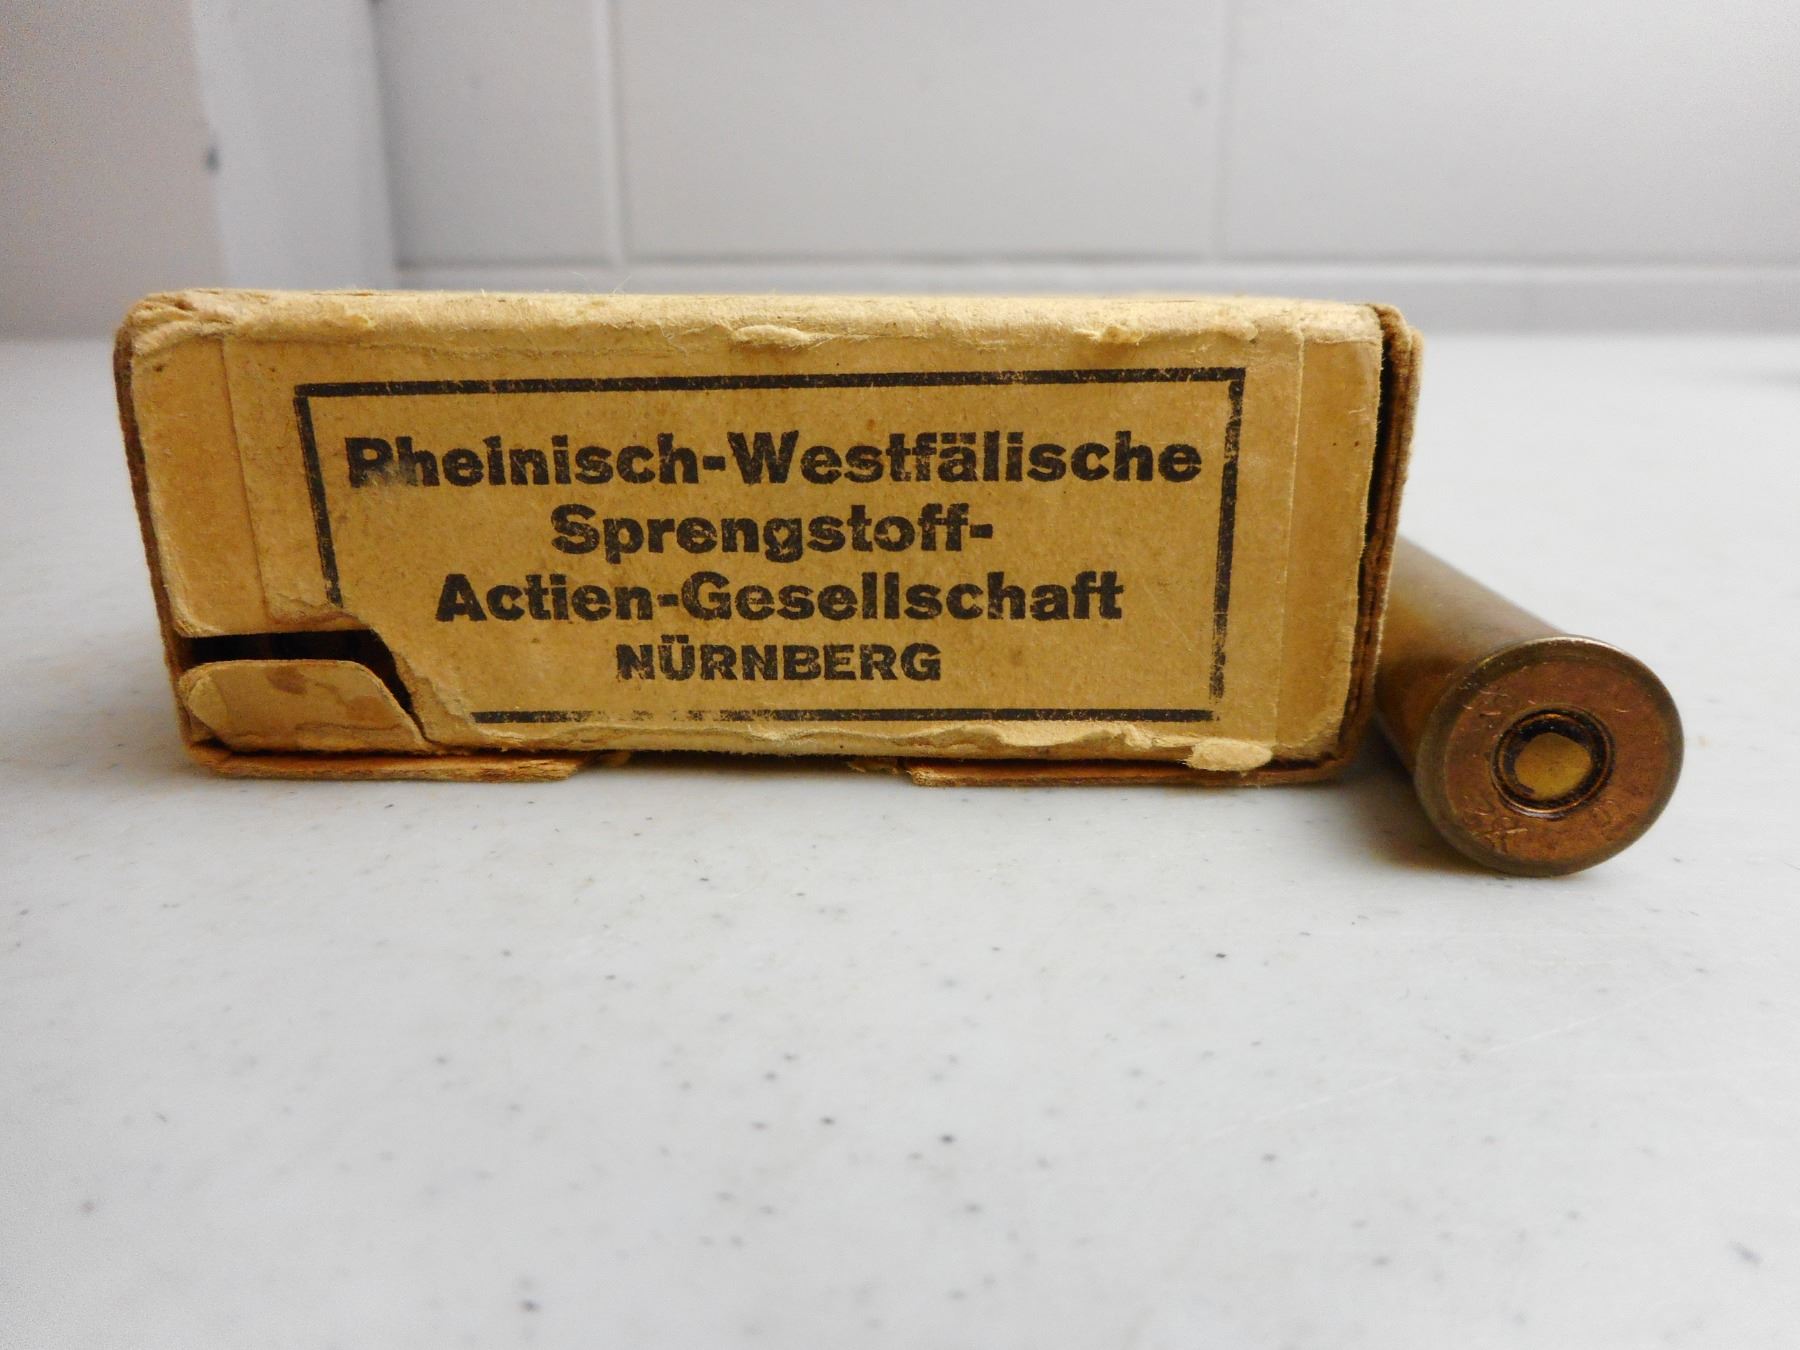 Rheinisch-Westfälische
Sprengstoff-
Actien-Gesellschaft
NÜRNBERG